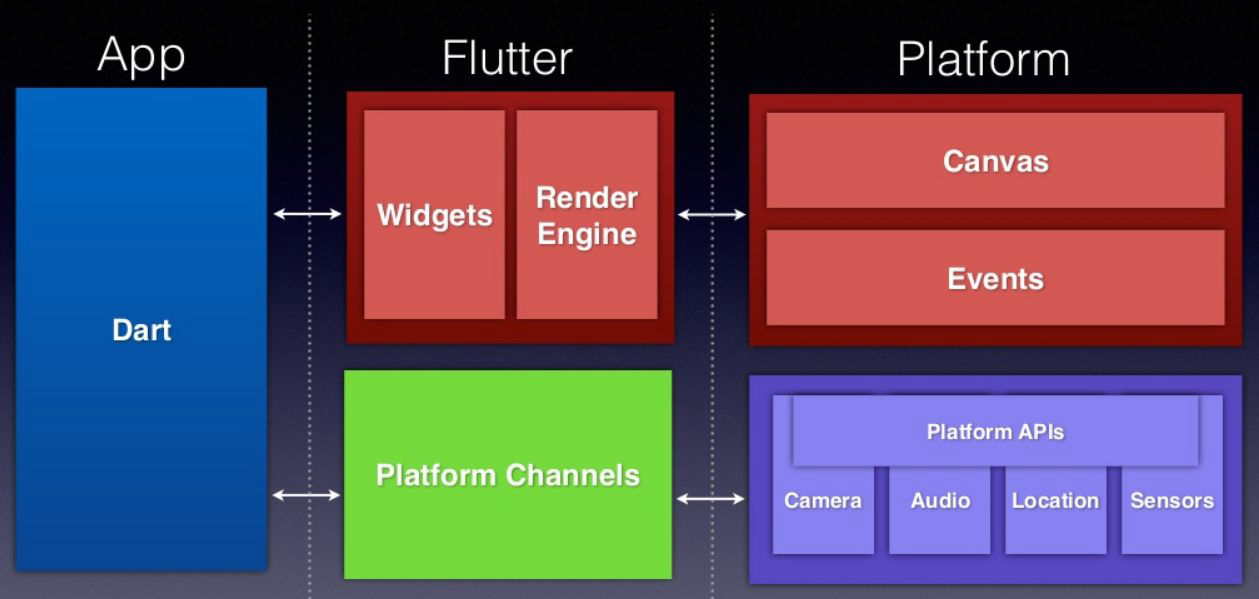 App
Flutter
Platform
Dart
Widgets
Render
Engine
Canvas
Events
Platform Channels
Platform APIs
Camera
Audio
Location
Sensors